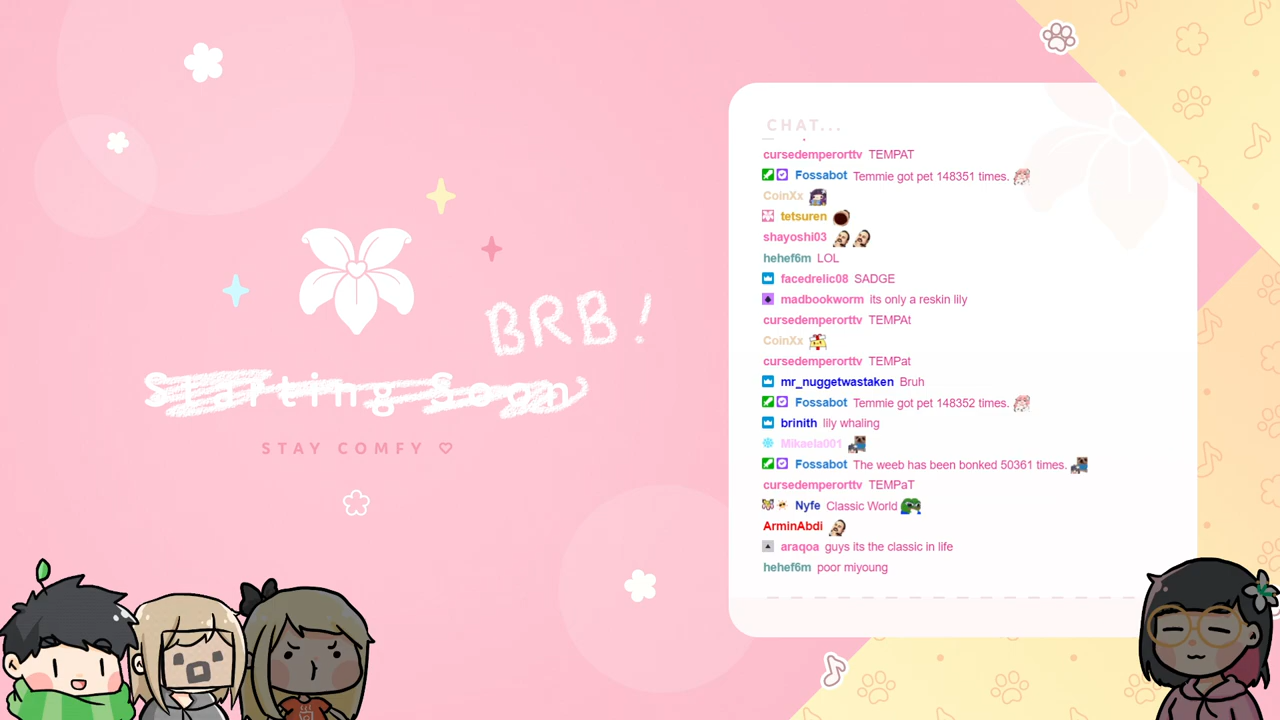 BRB!
Starting Soon
STAY COMFY
CHAT...
cursedemperorttv TEMPAT
Fossabot Temmie got pet 148351 times.
CoinXx
tetsuren
shayoshi03
hehef6m LOL
facedrelic08 SADGE
madbookworm its only a reskin lily
cursedemperorttv TEMPAt
CoinXx
cursedemperorttv TEMPat
mr_nuggetwastaken Bruh
Fossabot Temmie got pet 148352 times.
brinith lily whaling
Mikaela001
Fossabot The weeb has been bonked 50361 times.
cursedemperorttv TEMPaT
Nyfe Classic World
ArminAbdi
araqoa guys its the classic in life
hehef6m poor miyoung